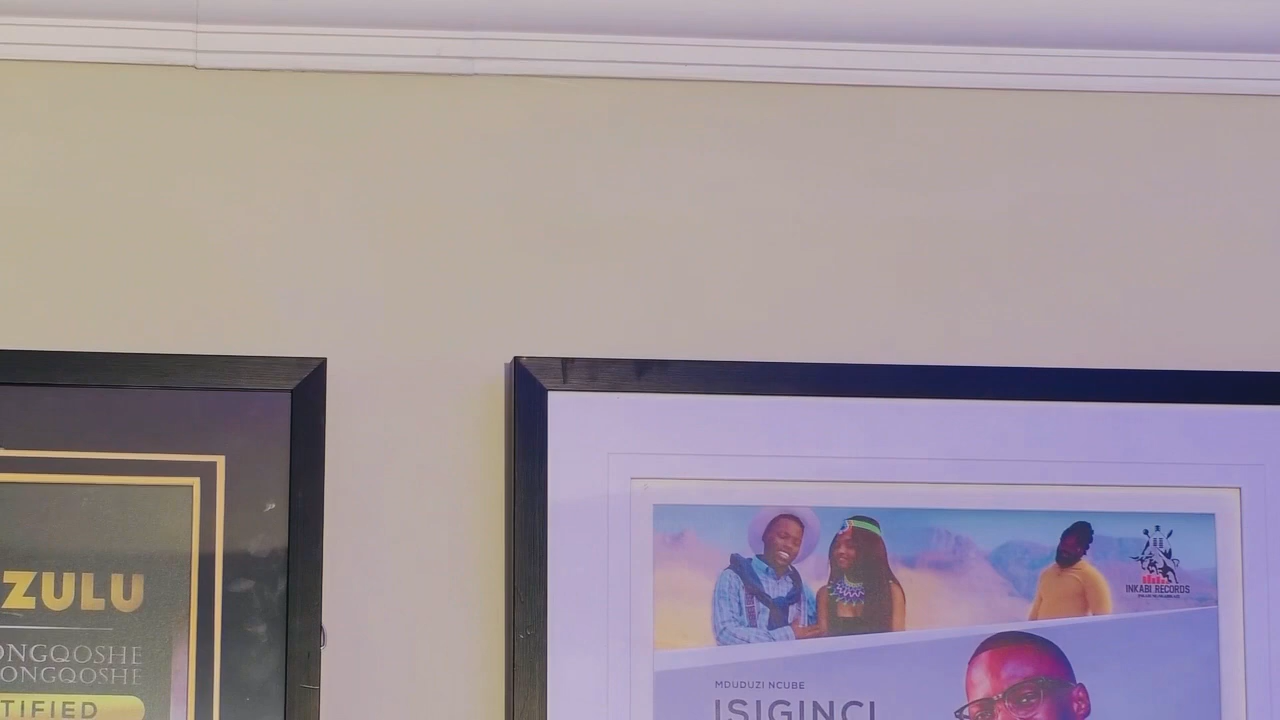 ZULU
ONGQOSHE
ONGQOSHE
TIFIED
INKABI RECORDS
MDUDUZI NCUBE
ISIGINCI